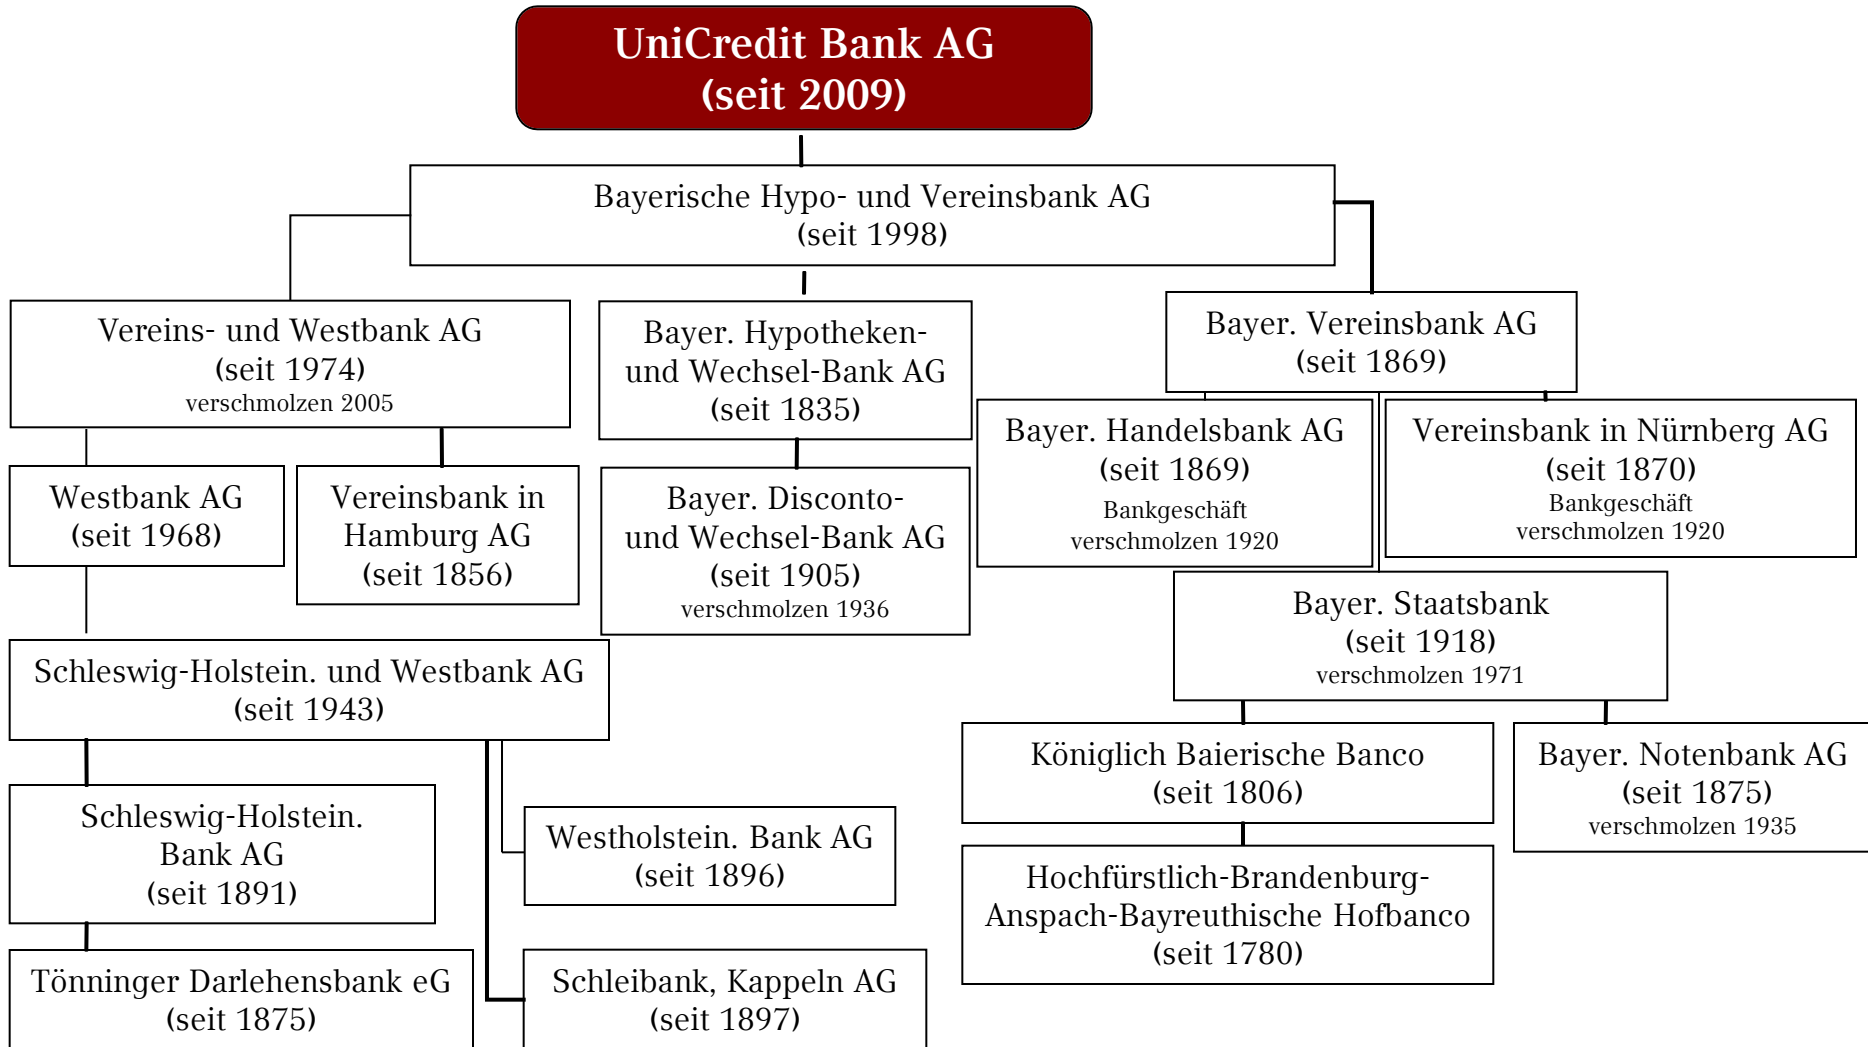 UniCredit Bank AG
(seit 2009)
Bayerische Hypo- und Vereinsbank AG
(seit 1998)
Vereins- und Westbank AG
(seit 1974)
verschmolzen 2005
Bayer. Hypotheken-
und Wechsel-Bank AG
(seit 1835)
Bayer. Vereinsbank AG
(seit 1869)
Westbank AG
(seit 1968)
Vereinsbank in
Hamburg AG
(seit 1856)
Bayer. Disconto-
und Wechsel-Bank AG
(seit 1905)
verschmolzen 1936
Bayer. Handelsbank AG
(seit 1869)
Bankgeschäft
verschmolzen 1920
Vereinsbank in Nürnberg AG
(seit 1870)
Bankgeschäft
verschmolzen 1920
Bayer. Staatsbank
(seit 1918)
verschmolzen 1971
Schleswig-Holstein. und Westbank AG
(seit 1943)
Königlich Baierische Banco
(seit 1806)
Bayer. Notenbank AG
(seit 1875)
verschmolzen 1935
Schleswig-Holstein.
Bank AG
(seit 1891)
Westholstein. Bank AG
(seit 1896)
Hochfürstlich-Brandenburg-
Anspach-Bayreuthische Hofbanco
(seit 1780)
Tönninger Darlehensbank eG
(seit 1875)
Schleibank, Kappeln AG
(seit 1897)